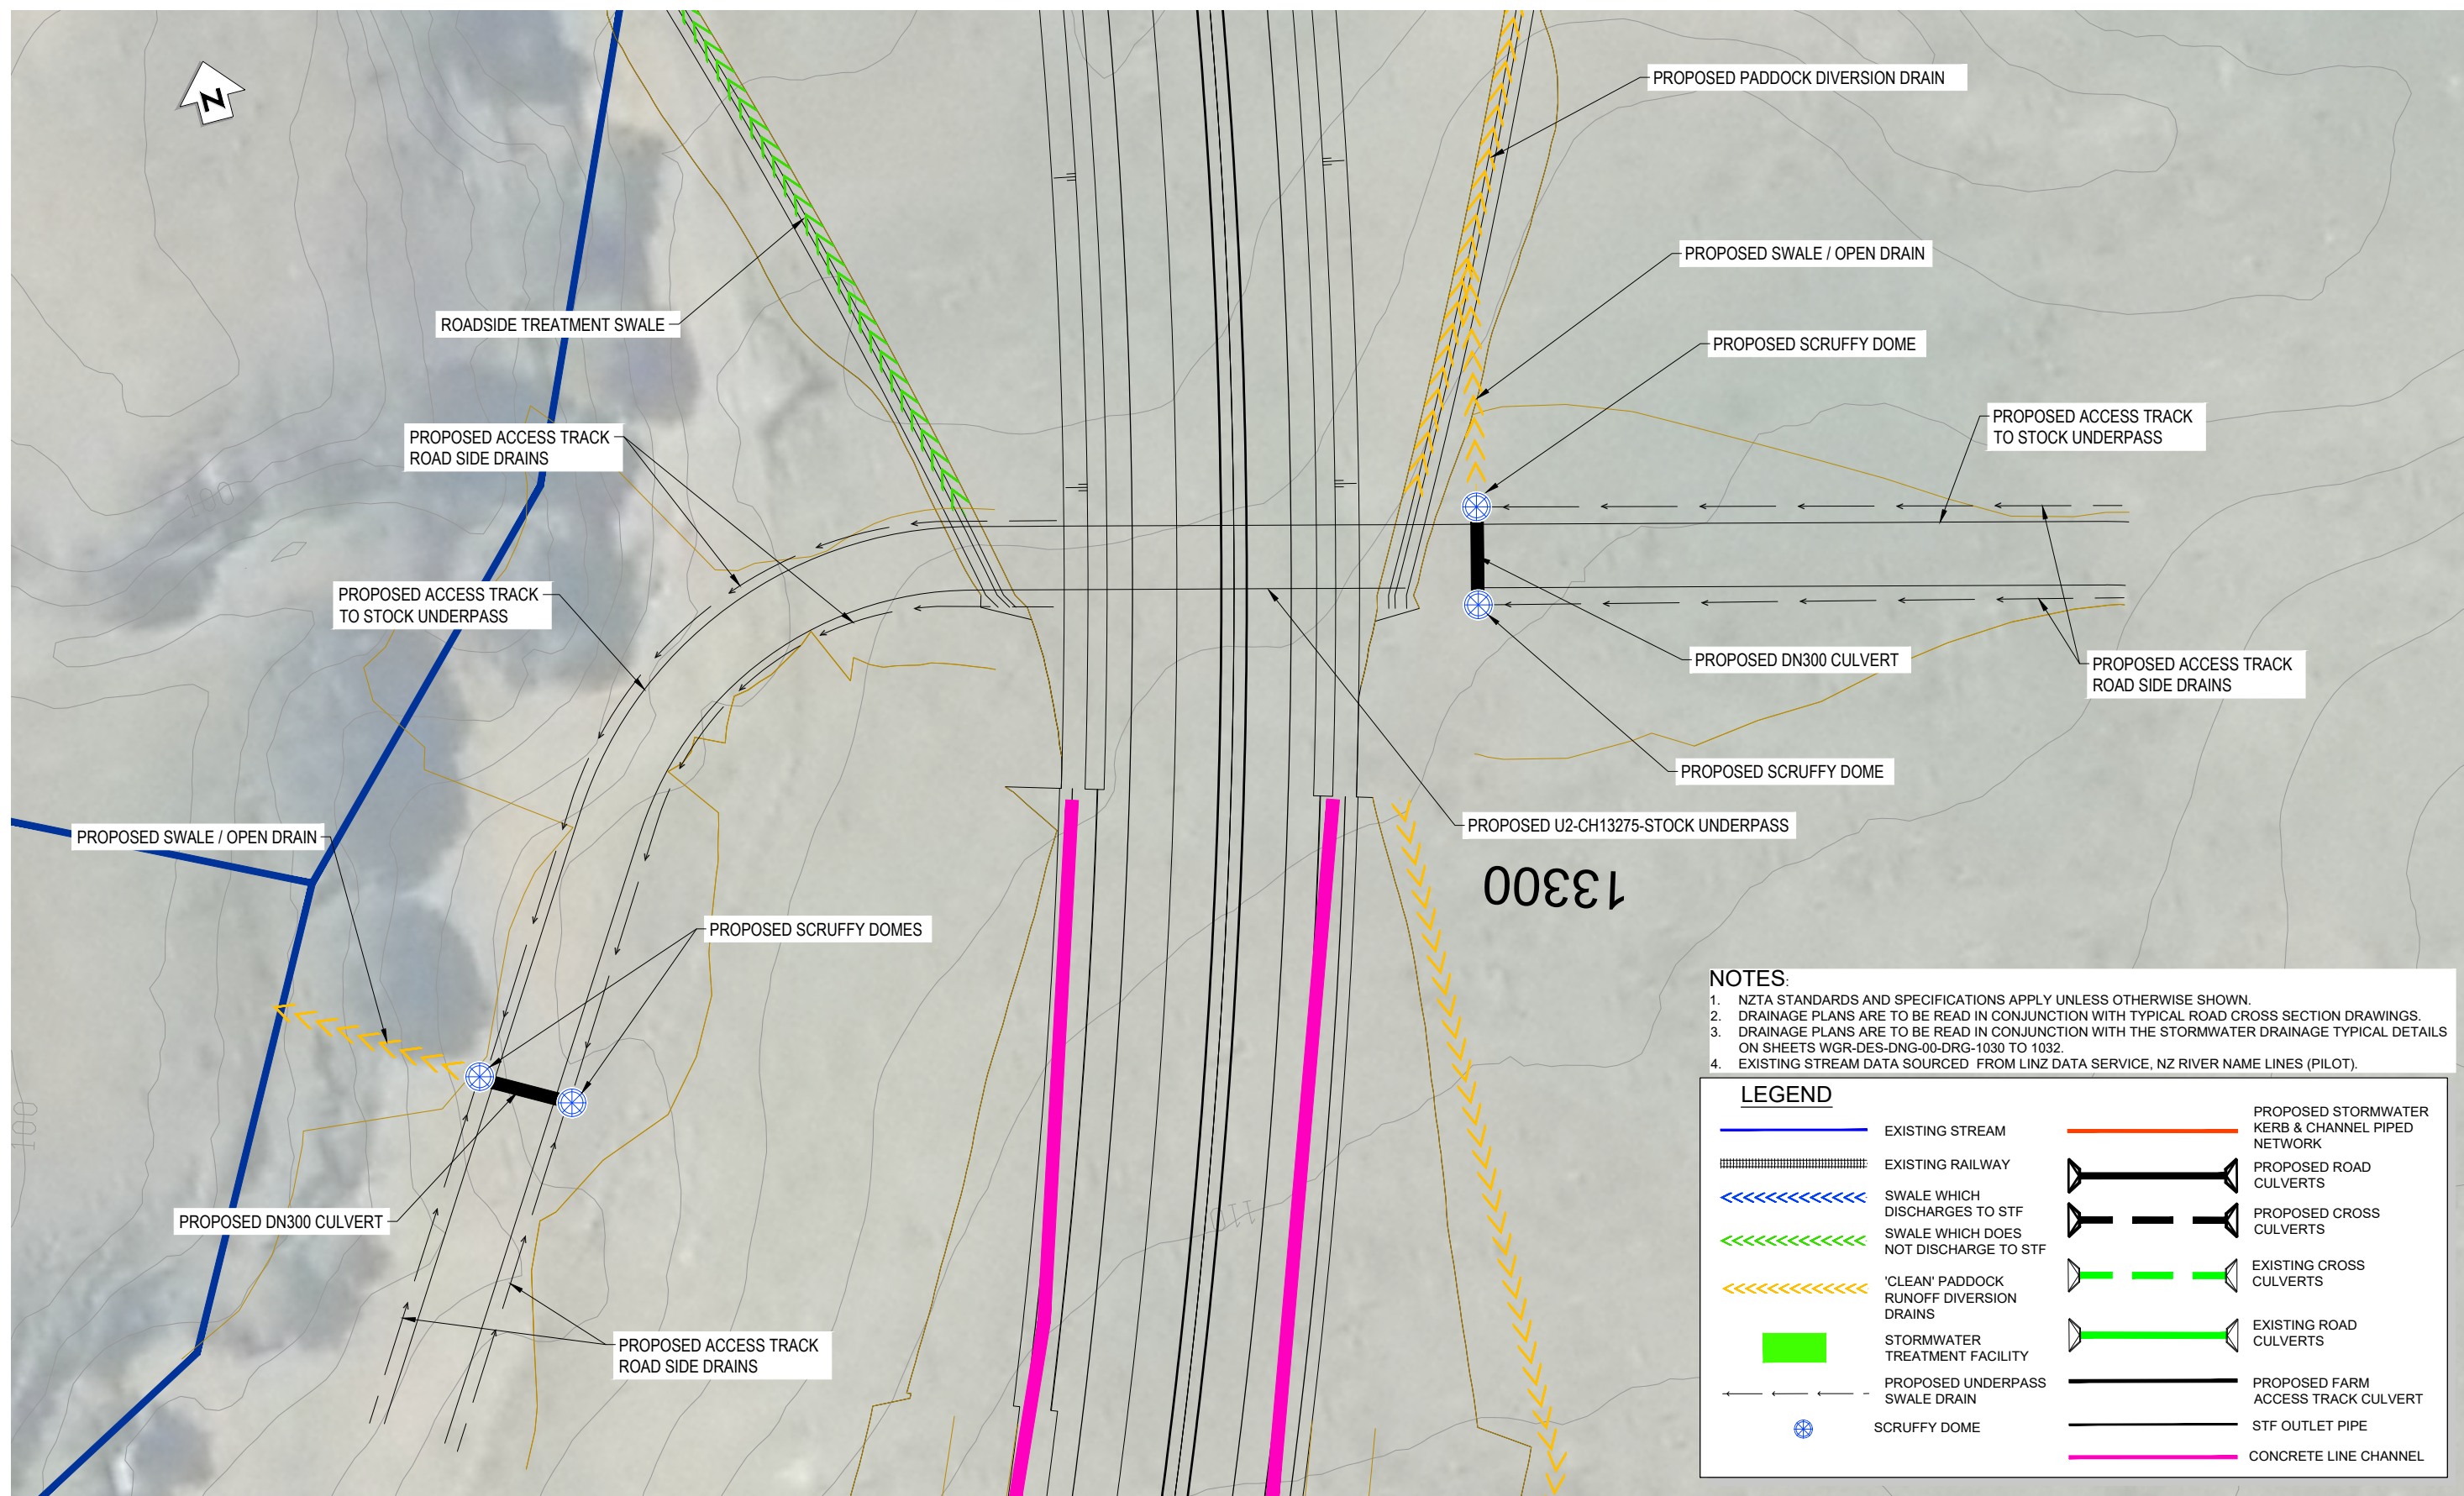 N
PROPOSED PADDOCK DIVERSION DRAIN
PROPOSED SWALE / OPEN DRAIN
ROADSIDE TREATMENT SWALE
PROPOSED SCRUFFY DOME
PROPOSED ACCESS TRACK
TO STOCK UNDERPASS
PROPOSED ACCESS TRACK
ROAD SIDE DRAINS
100
PROPOSED ACCESS TRACK
TO STOCK UNDERPASS
PROPOSED DN300 CULVERT
PROPOSED ACCESS TRACK
ROAD SIDE DRAINS
PROPOSED SCRUFFY DOME
PROPOSED U2-CH13275-STOCK UNDERPASS
PROPOSED SWALE / OPEN DRAIN
13300
PROPOSED SCRUFFY DOMES
100
PROPOSED DN300 CULVERT
110
PROPOSED ACCESS TRACK
ROAD SIDE DRAINS
NOTES:
1. NZTA STANDARDS AND SPECIFICATIONS APPLY UNLESS OTHERWISE SHOWN.
2. DRAINAGE PLANS ARE TO BE READ IN CONJUNCTION WITH TYPICAL ROAD CROSS SECTION DRAWINGS.
3. DRAINAGE PLANS ARE TO BE READ IN CONJUNCTION WITH THE STORMWATER DRAINAGE TYPICAL DETAILS
ON SHEETS WGR-DES-DNG-00-DRG-1030 TO 1032.
4. EXISTING STREAM DATA SOURCED FROM LINZ DATA SERVICE, NZ RIVER NAME LINES (PILOT).
LEGEND
EXISTING STREAM
EXISTING RAILWAY
SWALE WHICH
DISCHARGES TO STF
SWALE WHICH DOES
NOT DISCHARGE TO STF
'CLEAN' PADDOCK
RUNOFF DIVERSION
DRAINS
STORMWATER
TREATMENT FACILITY
PROPOSED UNDERPASS
SWALE DRAIN
SCRUFFY DOME
PROPOSED STORMWATER
KERB & CHANNEL PIPED
NETWORK
PROPOSED ROAD
CULVERTS
PROPOSED CROSS
CULVERTS
EXISTING CROSS
CULVERTS
EXISTING ROAD
CULVERTS
PROPOSED FARM
ACCESS TRACK CULVERT
STF OUTLET PIPE
CONCRETE LINE CHANNEL